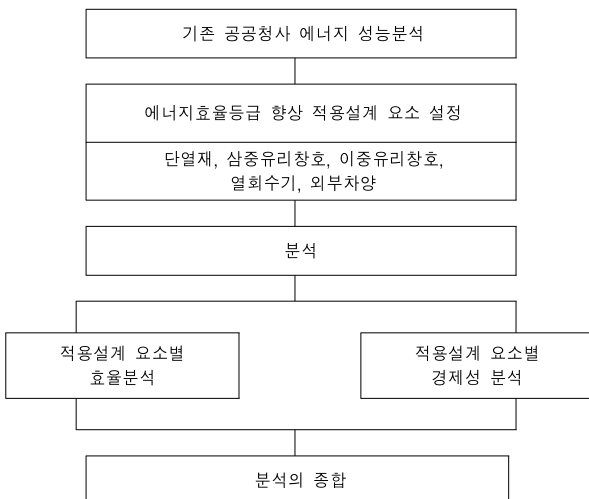 기존 공공청사 에너지 성능분석
에너지효율등급 향상 적용설계 요소 설정
단열재, 삼중유리창호, 이중유리창호,
열회수기, 외부차양
분석
적용설계 요소별
효율분석
적용설계 요소별
경제성 분석
분석의 종합